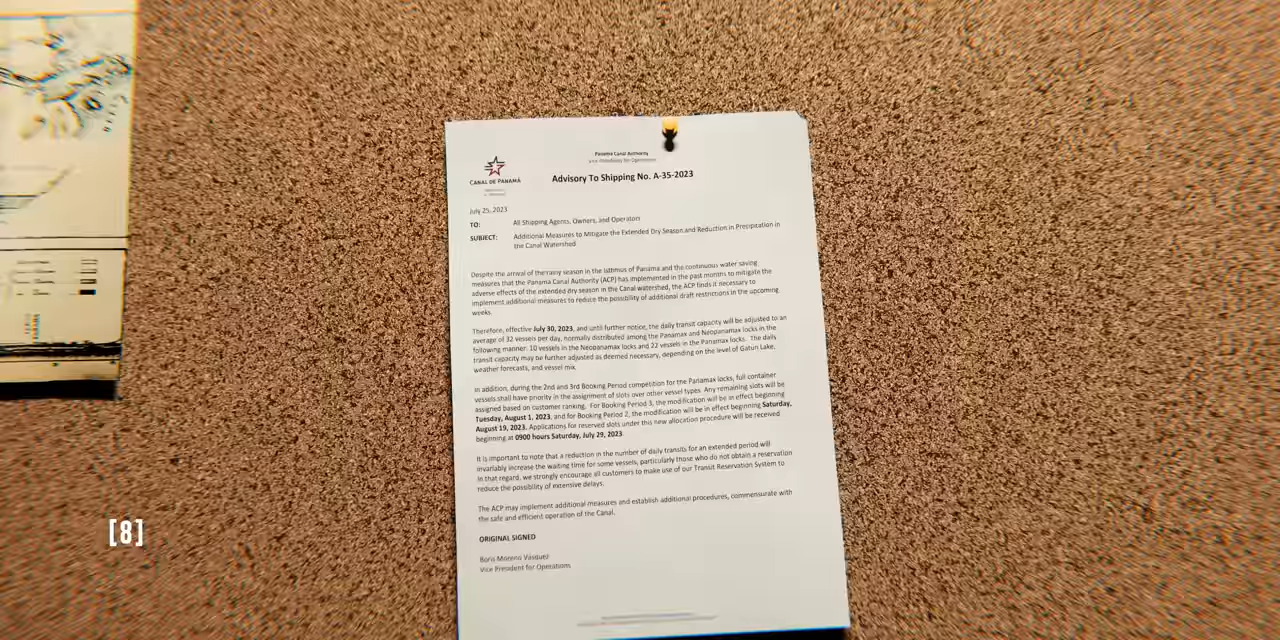 Panama Canal Authority
Vice Presidency for Operations
CANAL DE PANAMÁ
Advisory To Shipping No. A-35-2023
July 25, 2023
TO: All Shipping Agents, Owners, and Operators
SUBJECT: Additional Measures to Mitigate the Extended Dry Season and Reduction in Precipitation in
the Canal Watershed
Despite the arrival of the rainy season in the Isthmus of Panama and the continuous water saving
measures that the Panama Canal Authority (ACP) has implemented in the past months to mitigate the
adverse effects of the extended dry season in the Canal watershed, the ACP finds it necessary to
implement additional measures to reduce the possibility of additional draft restrictions in the upcoming
weeks.
Therefore, effective July 30, 2023, and until further notice, the daily transit capacity will be adjusted to an
average of 32 vessels per day, normally distributed among the Panamax and Neopanamax locks in the
following manner: 10 vessels in the Neopanamax locks and 22 vessels in the Panamax locks. The daily
transit capacity may be further adjusted as deemed necessary, depending on the level of Gatun Lake,
weather forecasts, and vessel mix.
In addition, during the 2nd and 3rd Booking Period competition for the Panamax locks, full container
vessels shall have priority in the assignment of slots over other vessel types. Any remaining slots will be
assigned based on customer ranking. For Booking Period 3, the modification will be in effect beginning
Tuesday, August 1, 2023, and for Booking Period 2, the modification will be in effect beginning Saturday,
August 19, 2023. Applications for reserved slots under this new allocation procedure will be received
beginning at 0900 hours Saturday, July 29, 2023.
It is important to note that a reduction in the number of daily transits for an extended period will
invariably increase the waiting time for some vessels, particularly those who do not obtain a reservation
In that regard, we strongly encourage all customers to make use of our Transit Reservation System to
reduce the possibility of extensive delays.
The ACP may implement additional measures and establish additional procedures, commensurate with
the safe and efficient operation of the Canal.
ORIGINAL SIGNED
Boris Moreno Vásquez
Vice President for Operations
[8]